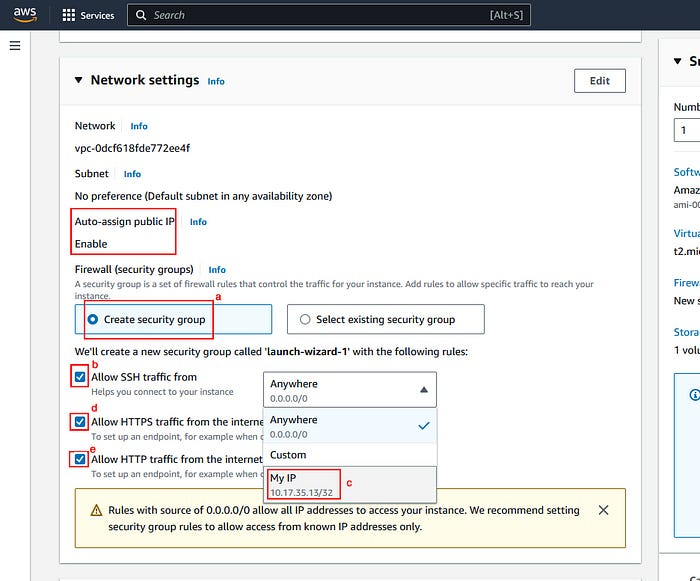 aws
Services
Search
[Alt+S]
Network settings Info
Edit
Network Info
vpc-0dcf618fde772ee4f
Subnet Info
No preference (Default subnet in any availability zone)
Auto-assign public IP Info
Enable
Firewall (security groups) Info
A security group is a set of firewall rules that control the traffic for your instance. Add rules to allow specific traffic to reach your
instance.
a
Create security group
Select existing security group
We'll create a new security group called 'launch-wizard-1' with the following rules:
b
Allow SSH traffic from
Helps you connect to your instance
Anywhere
0.0.0.0/0
d
Allow HTTPS traffic from the interne
To set up an endpoint, for example when
Anywhere
0.0.0.0/0
Custom
e
Allow HTTP traffic from the internet
To set up an endpoint, for example when
My IP
10.17.35.13/32
c
Rules with source of 0.0.0.0/0 allow all IP addresses to access your instance. We recommend setting
security group rules to allow access from known IP addresses only.
Numb
1
Softw
Amaz
ami-00
Virtua
t2.mi
Firew
New s
Stora
1 volu